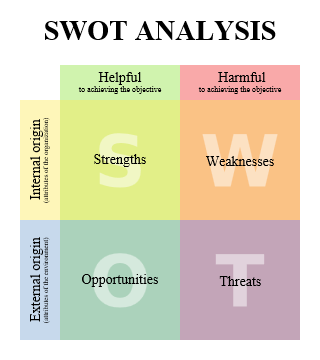 SWOT ANALYSIS
Helpful
to achieving the objective
Harmful
to achieving the objective
Internal origin
(attributes of the organization)
S
Strengths
W
Weaknesses
External origin
(attributes of the environment)
O
Opportunities
T
Threats